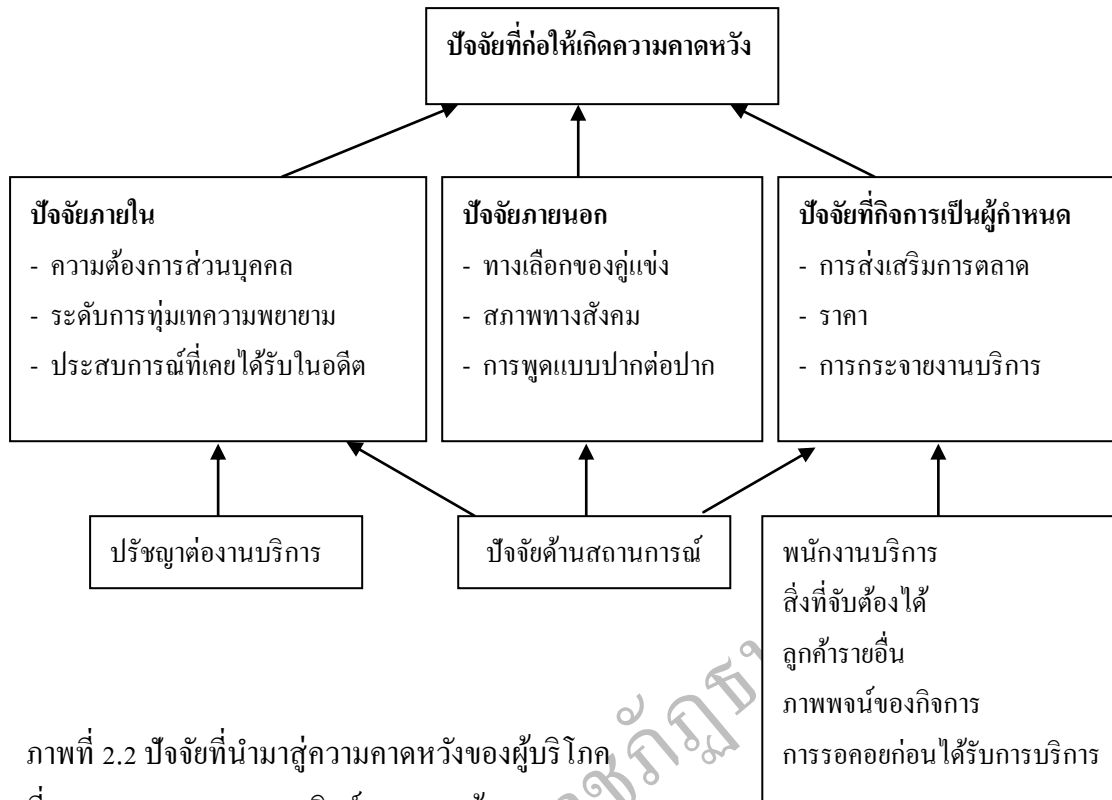 ปัจจัยที่ก่อให้เกิดความคาดหวัง
ปัจจัยภายใน
- ความต้องการส่วนบุคคล
- ระดับการทุ่มเทความพยายาม
- ประสบการณ์ที่เคยได้รับในอดีต
ปัจจัยภายนอก
- ทางเลือกของคู่แข่ง
- สภาพทางสังคม
- การพูดแบบปากต่อปาก
ปัจจัยที่กิจการเป็นผู้กำหนด
- การส่งเสริมการตลาด
- ราคา
- การกระจายงานบริการ
ปรัชญาต่องานบริการ
ปัจจัยด้านสถานการณ์
พนักงานบริการ
สิ่งที่จับต้องได้
ลูกค้ารายอื่น
ภาพพจน์ของกิจการ
การรอคอยก่อนได้รับการบริการ
ภาพที่ 2.2 ปัจจัยที่นำมาสู่ความคาดหวังของผู้บริโภค